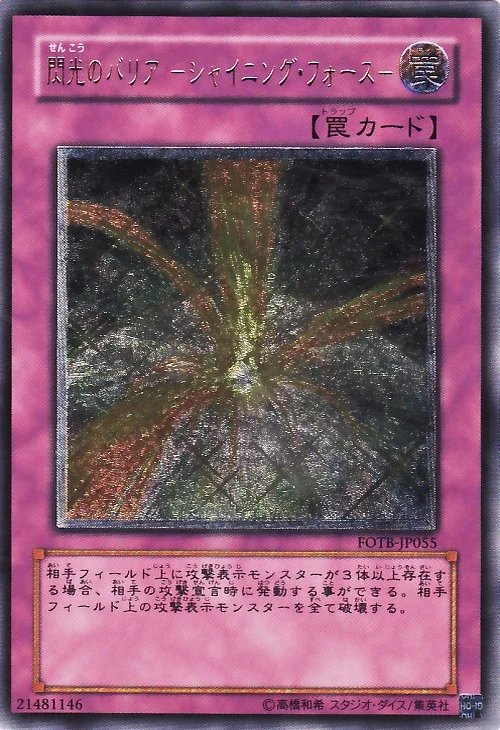 せんこう
閃光のバリア －シャイニング・フォース－
罠
トラップ
【罠カード】
FOTB-JP055
相手フィールド上に攻撃表示モンスターが３体以上存在す
る場合、相手の攻撃宣言時に発動する事ができる。相手
フィールド上の攻撃表示モンスターを全て破壊する。
21481146
©高橋和希 スタジオ・ダイス/集英社